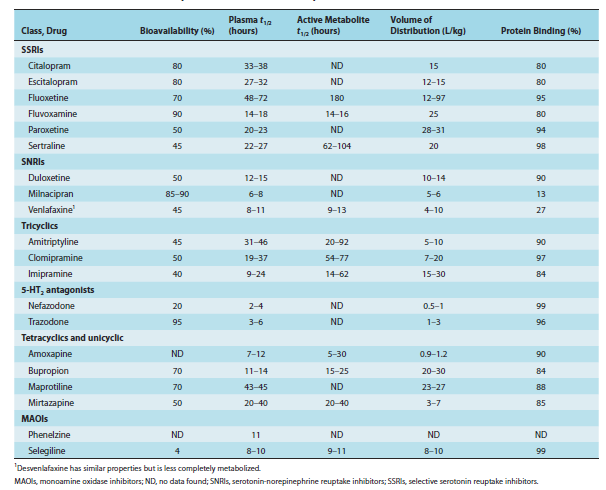 Class, Drug Bioavailability (%) Plasma t1/2 (hours) Active Metabolite t1/2 (hours) Volume of Distribution (L/kg) Protein Binding (%)
SSRIs
Citalopram 80 33–38 ND 15 80
Escitalopram 80 27–32 ND 12–15 80
Fluoxetine 70 48–72 180 12–97 95
Fluvoxamine 90 14–18 14–16 25 80
Paroxetine 50 20–23 ND 28–31 94
Sertraline 45 22–27 62–104 20 98
SNRIs
Duloxetine 50 12–15 ND 10–14 90
Milnacipran 85–90 6–8 ND 5–6 13
Venlafaxine1 45 8–11 9–13 4–10 27
Tricyclics
Amitriptyline 45 31–46 20–92 5–10 90
Clomipramine 50 19–37 54–77 7–20 97
Imipramine 40 9–24 14–62 15–30 84
5-HT2 antagonists
Nefazodone 20 2–4 ND 0.5–1 99
Trazodone 95 3–6 ND 1–3 96
Tetracyclics and unicyclic
Amoxapine ND 7–12 5–30 0.9–1.2 90
Bupropion 70 11–14 15–25 20–30 84
Maprotiline 70 43–45 ND 23–27 88
Mirtazapine 50 20–40 20–40 3–7 85
MAOIs
Phenelzine ND 11 ND ND ND
Selegiline 4 8–10 9–11 8–10 99
1Desvenlafaxine has similar properties but is less completely metabolized.
MAOIs, monoamine oxidase inhibitors; ND, no data found; SNRIs, serotonin-norepinephrine reuptake inhibitors; SSRIs, selective serotonin reuptake inhibitors.